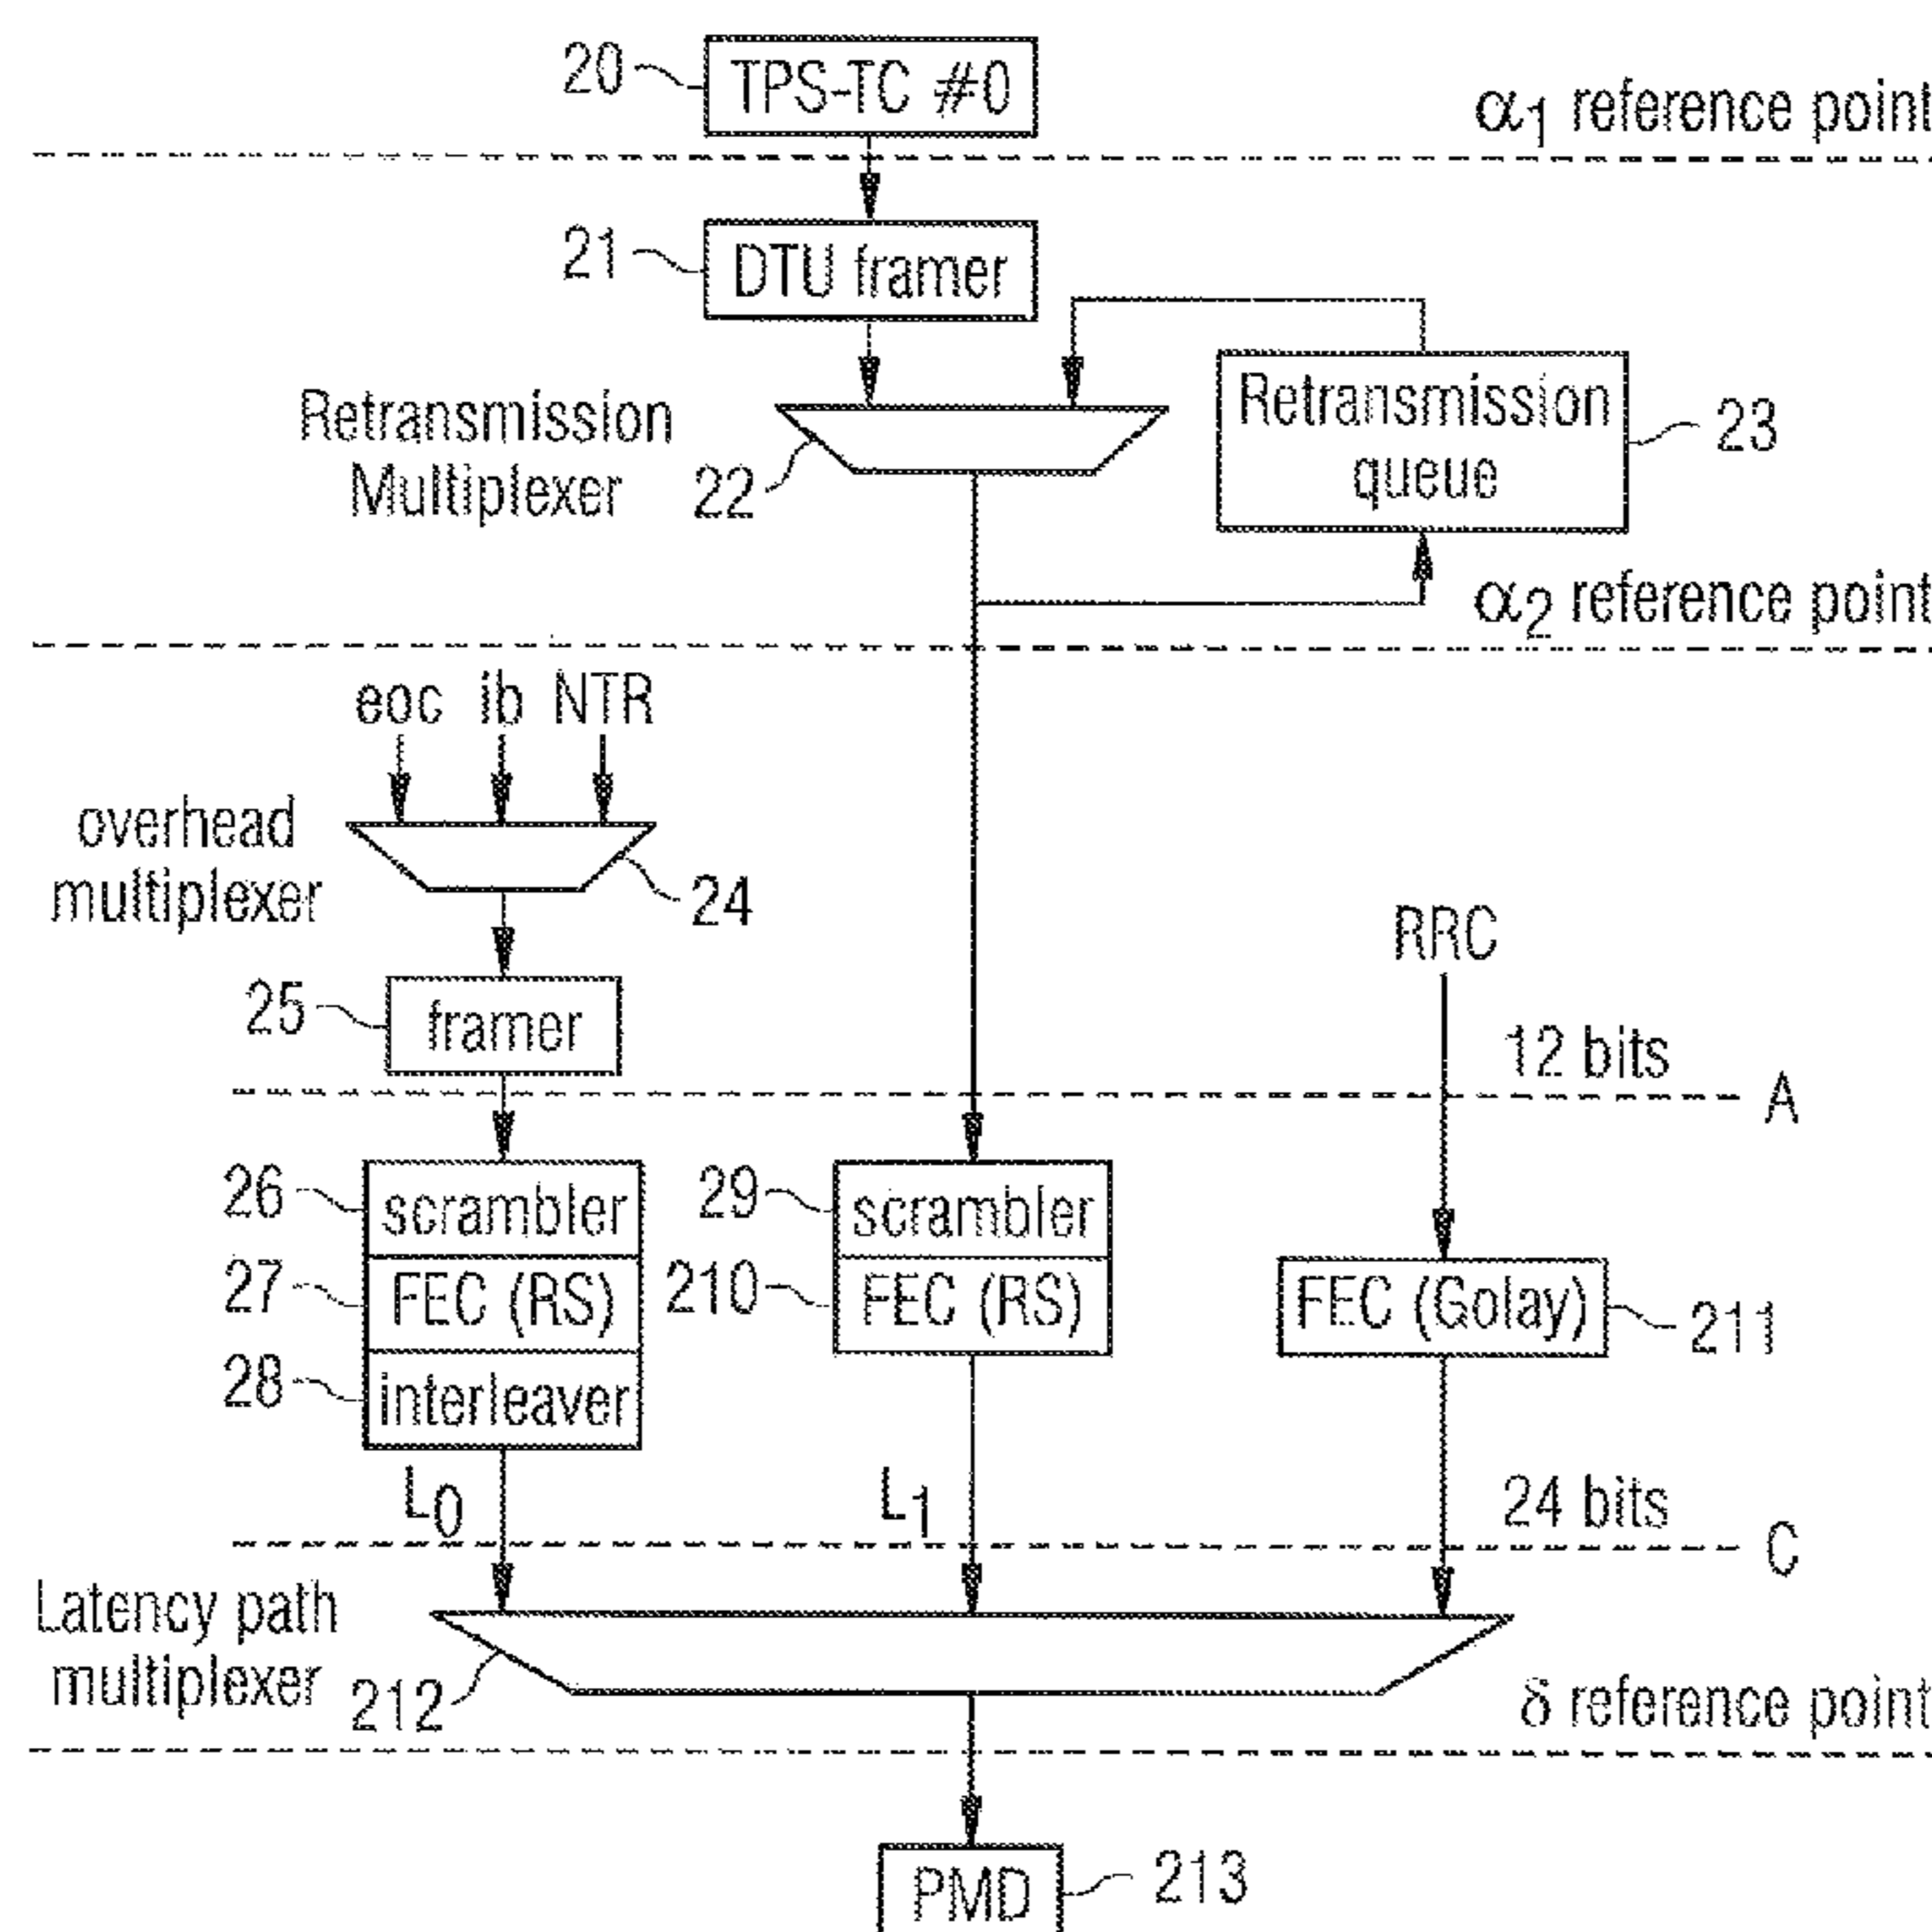 20
TPS-TC #0
α1 reference point
21
DTU framer
Retransmission
Multiplexer
22
Retransmission
queue
23
α2 reference point
eoc ib NTR
overhead
multiplexer
24
RRC
25
framer
12 bits
A
26
scrambler
29
scrambler
27
FEC (RS)
210
FEC (RS)
FEC (Golay)
211
28
interleaver
L0
L1
24 bits
C
Latency path
multiplexer
212
δ reference point
PMD
213